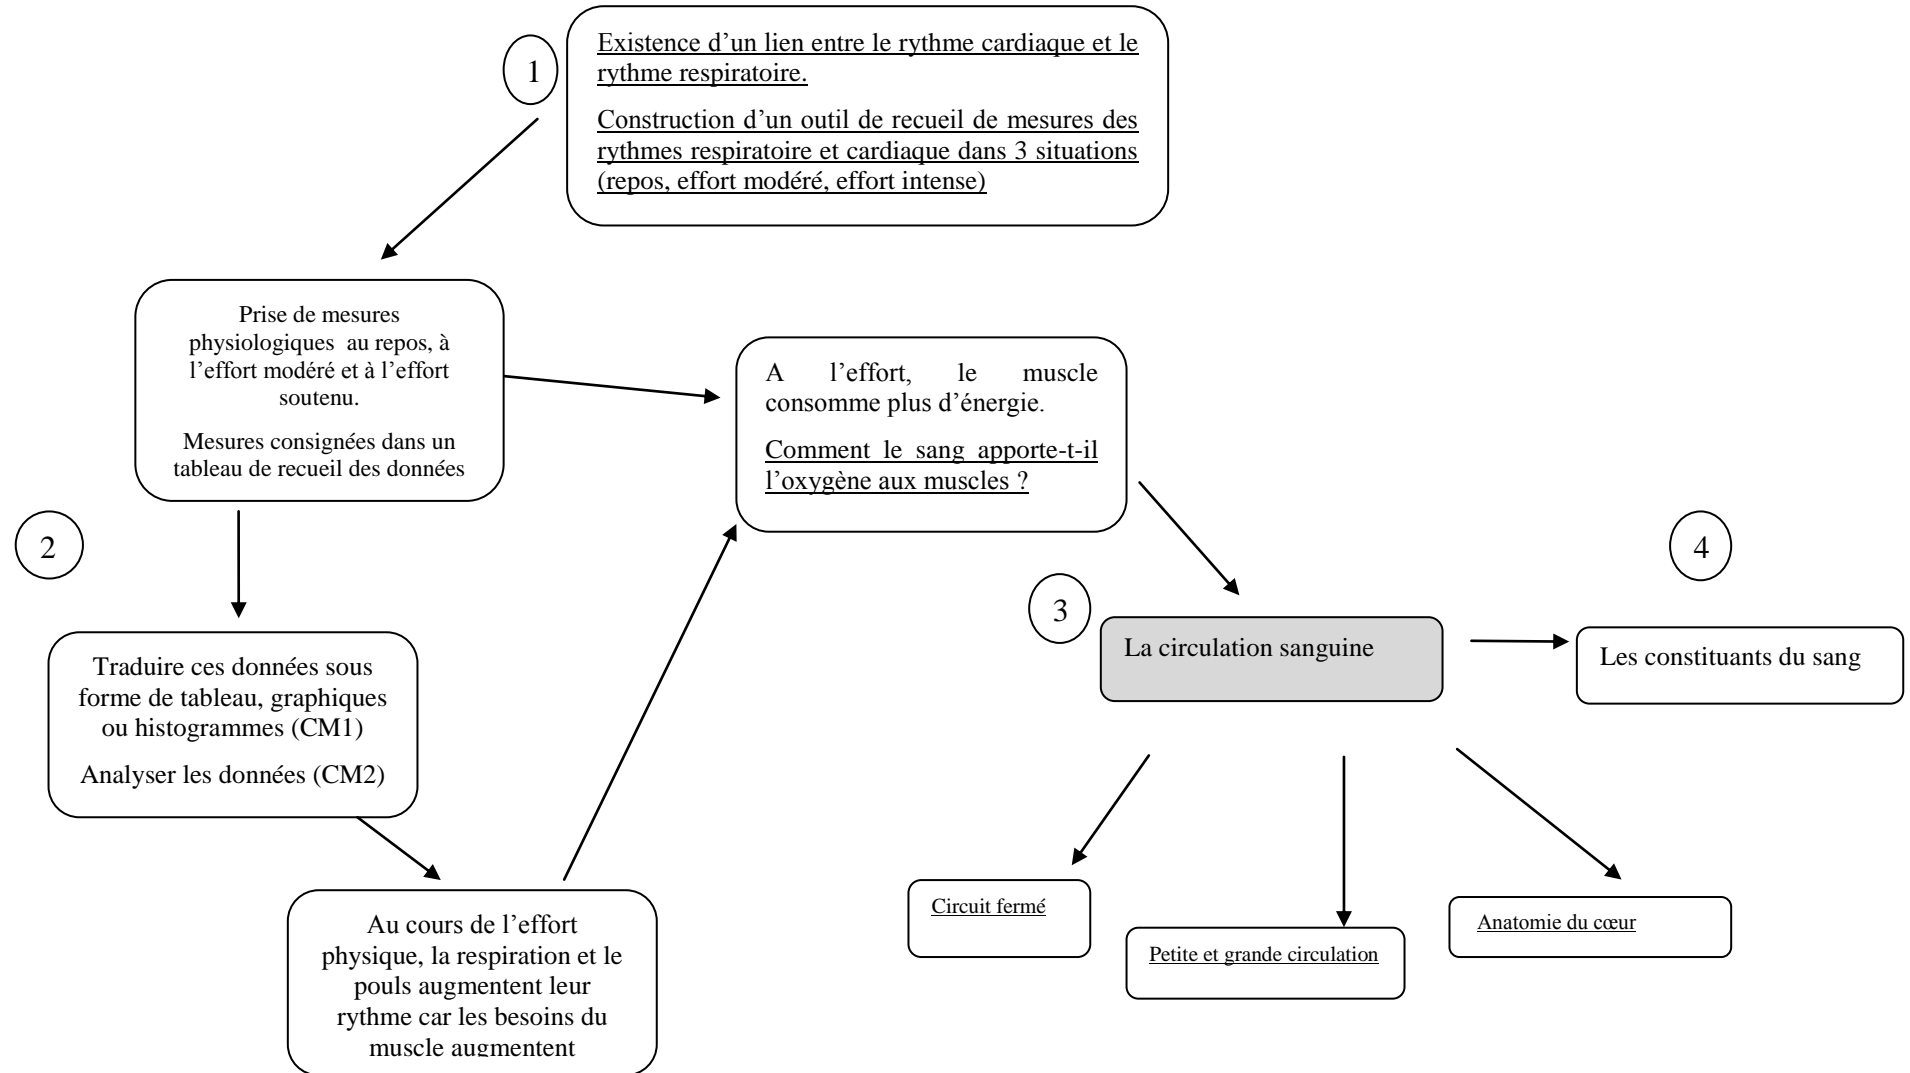 1
Existence d’un lien entre le rythme cardiaque et le
rythme respiratoire.
Construction d’un outil de recueil de mesures des
rythmes respiratoire et cardiaque dans 3 situations
(repos, effort modéré, effort intense)
Prise de mesures
physiologiques au repos, à
l’effort modéré et à l’effort
soutenu.
Mesures consignées dans un
tableau de recueil des données
A l’effort, le muscle
consomme plus d’énergie.
Comment le sang apporte-t-il
l’oxygène aux muscles ?
2
Traduire ces données sous
forme de tableau, graphiques
ou histogrammes (CM1)
Analyser les données (CM2)
Au cours de l’effort
physique, la respiration et le
pouls augmentent leur
rythme car les besoins du
muscle augmentent
3
La circulation sanguine
4
Les constituants du sang
Circuit fermé
Petite et grande circulation
Anatomie du cœur